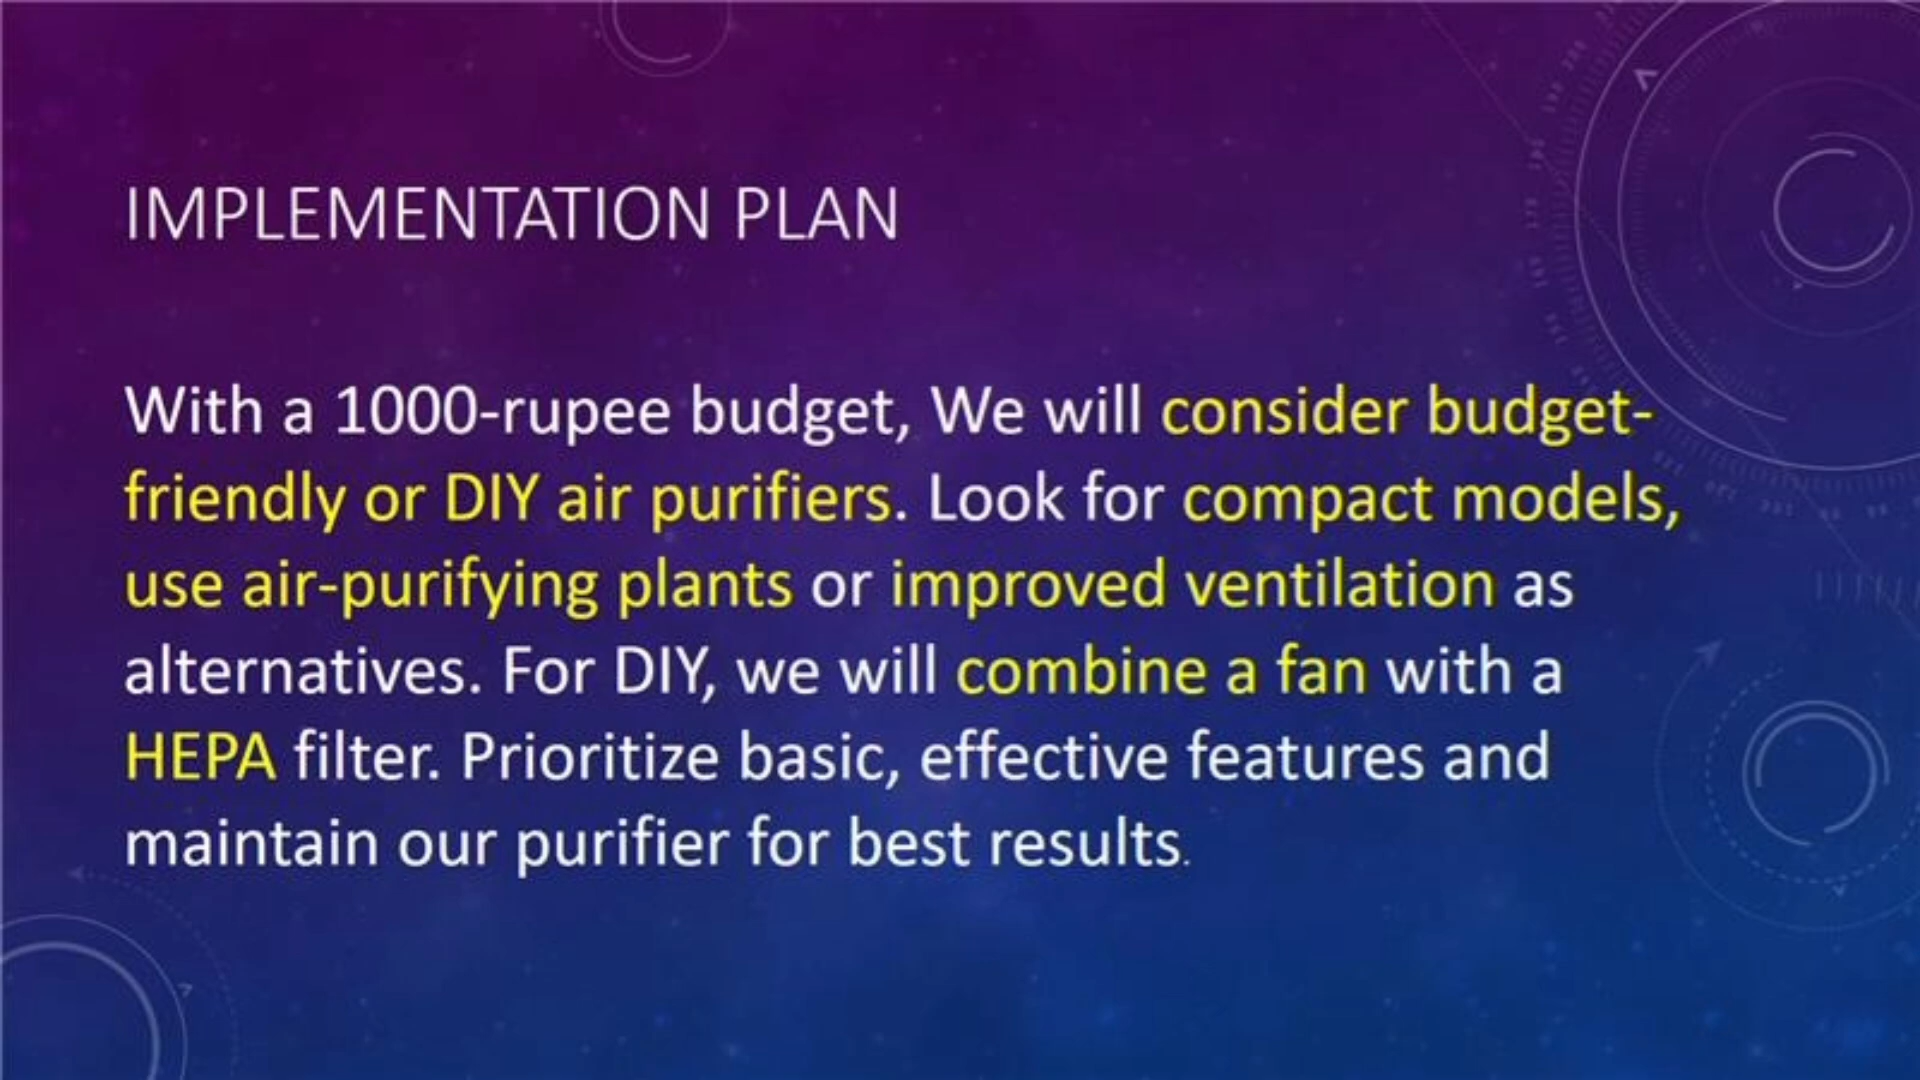 IMPLEMENTATION PLAN
With a 1000-rupee budget, We will consider budget-
friendly or DIY air purifiers. Look for compact models,
use air-purifying plants or improved ventilation as
alternatives. For DIY, we will combine a fan with a
HEPA filter. Prioritize basic, effective features and
maintain our purifier for best results.